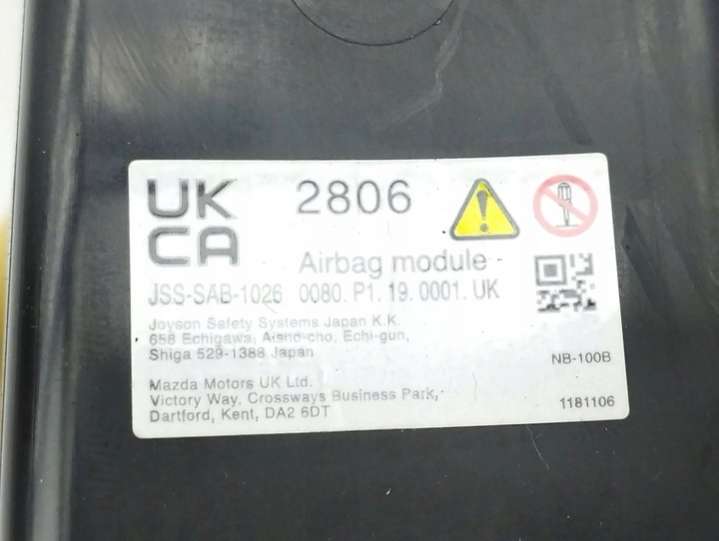 UK CA 2806
Airbag module
JSS-SAB-1026 0080. P1. 19. 0001. UK
Joyson Safety Systems Japan K.K.
658 Echigawa, Aisho-cho, Echi-gun,
Shiga 529-1388 Japan
NB-100B
Mazda Motors UK Ltd.
Victory Way, Crossways Business Park,
Dartford, Kent, DA2 6DT
1181106